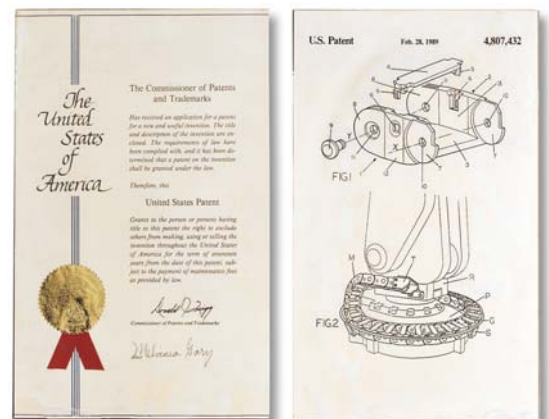 The
United
States
of
America
The Commissioner of Patents
and Trademarks
Has received an application for a patent
for a new and useful invention. The title
and description of the invention are en-
closed. The requirements of law have
been complied with, and it has been de-
termined that a patent on the invention
shall be granted under the law.
Therefore, this
United States Patent
Grants to the person or persons having
title to this patent the right to exclude
others from making, using or selling the
invention throughout the United States
of America for the term of seventeen
years from the date of this patent, sub-
ject to the payment of maintenance fees
as provided by law.
Commissioner of Patents and Trademarks
U.S. Patent Feb. 28, 1989 4,807,432
FIG.1
M
T
R
P
FIG.2
G
S